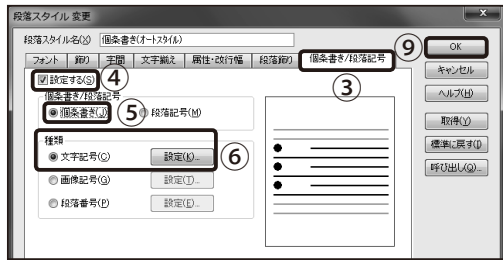 段落スタイル 変更
段落スタイル名(X) 個条書き(オートスタイル)
フォント 飾り 字間 文字揃え 属性・改行幅 段落飾り 個条書き/段落記号
③
設定する(S) ④
個条書き/段落記号
個条書き(J) ⑤ 段落記号(M)
種類
文字記号(C) 設定(K)... ⑥
画像記号(G) 設定(T)...
段落番号(P) 設定(E)...
⑨ OK
キャンセル
ヘルプ(H)
取得(Y)
標準に戻す(I)
呼び出し(Q)...